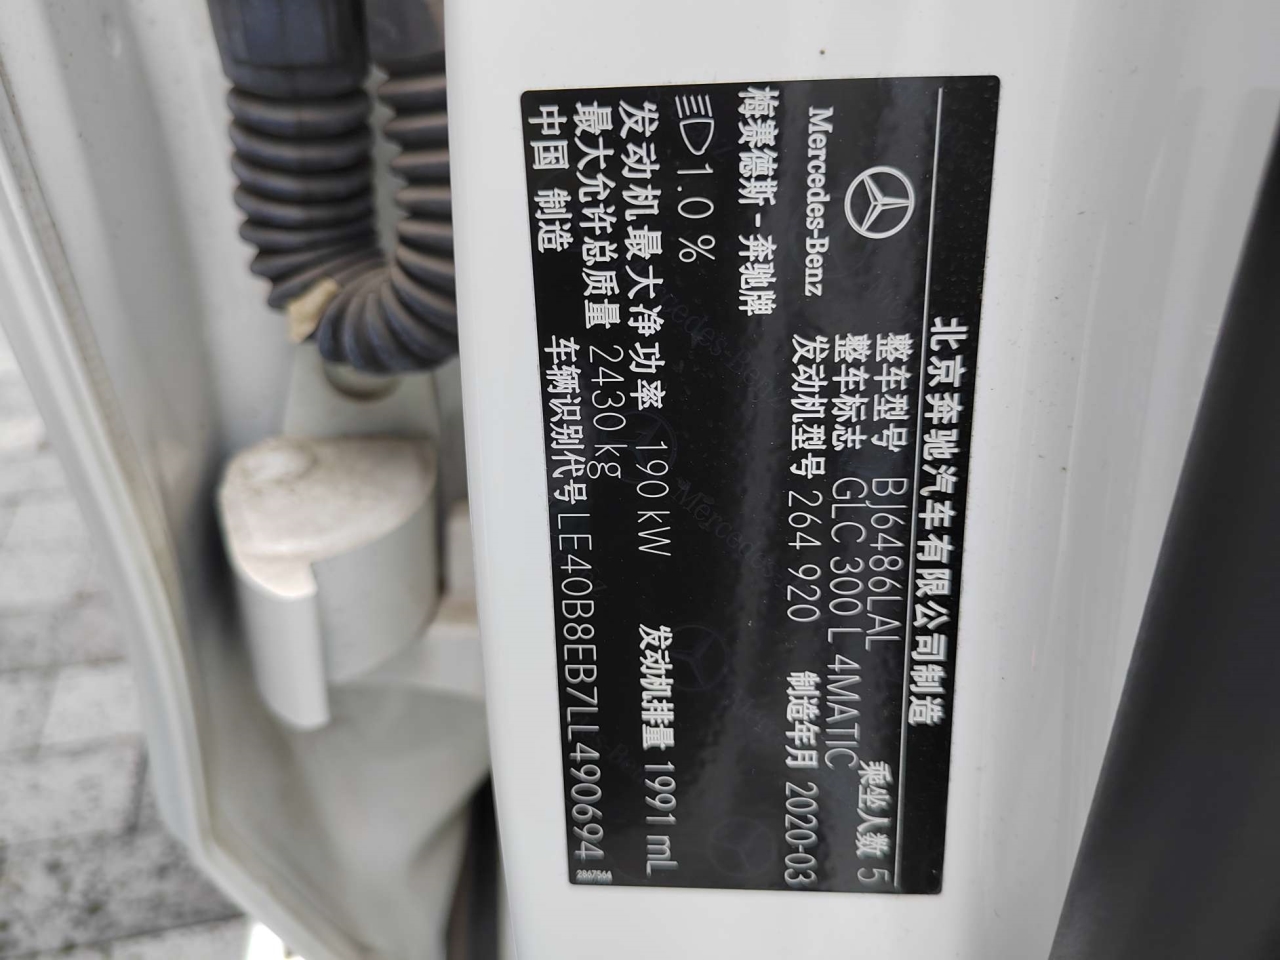 北京奔驰汽车有限公司制造
Mercedes-Benz
梅赛德斯-奔驰牌
整车型号 BJ6486LAL
乘坐人数 5
整车标志 GLC 300 L 4MATIC
发动机型号 264 920
制造年月 2020-03
1.0 %
发动机最大净功率 190 kW
发动机排量 1991 mL
最大允许总质量 2430 kg
中国 制造
车辆识别代号 LE40B8EB7LL490694
2867564